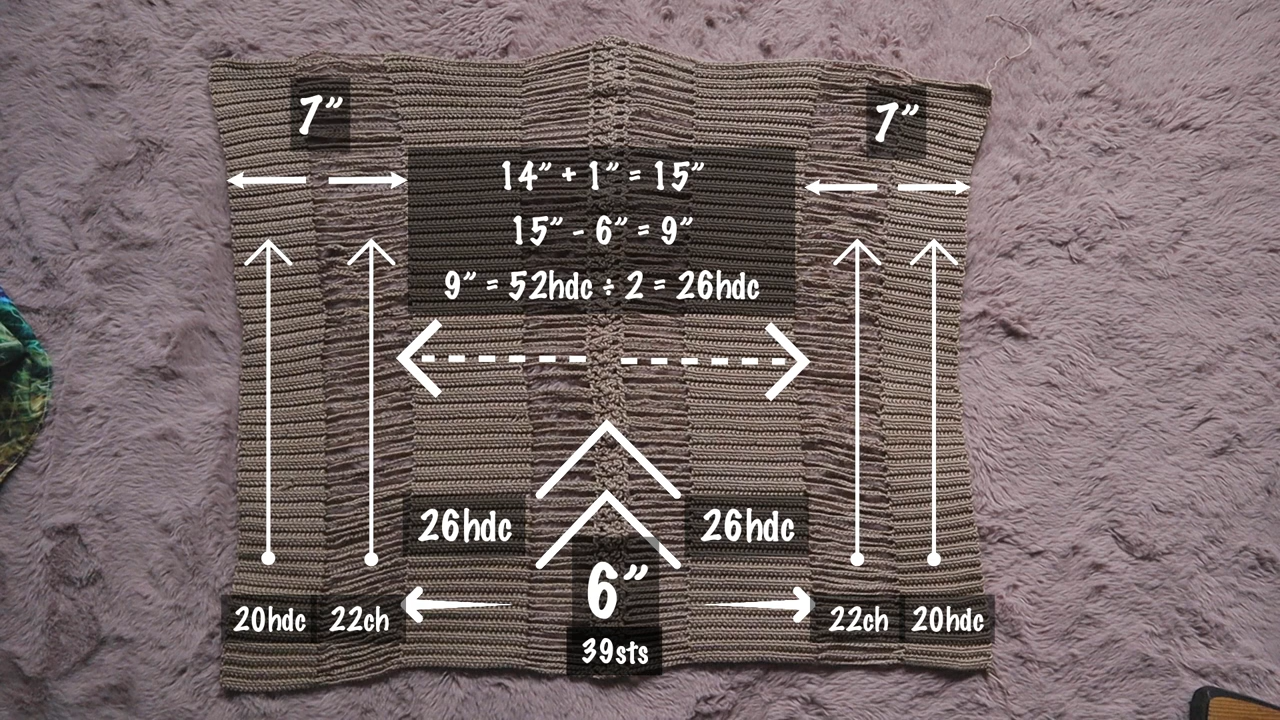 7”
7”
14” + 1” = 15”
15” - 6” = 9”
9” = 52hdc ÷ 2 = 26hdc
26hdc
26hdc
6”
39sts
20hdc
22ch
22ch
20hdc